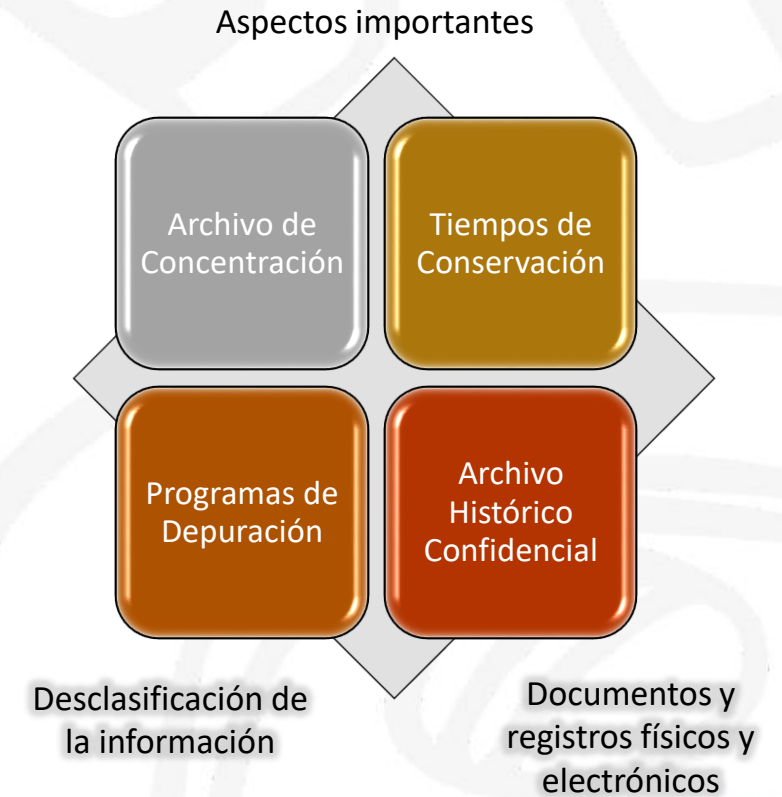 Aspectos importantes
Archivo de
Concentración
Tiempos de
Conservación
Programas de
Depuración
Archivo
Histórico
Confidencial
Desclasificación de
la información
Documentos y
registros físicos y
electrónicos